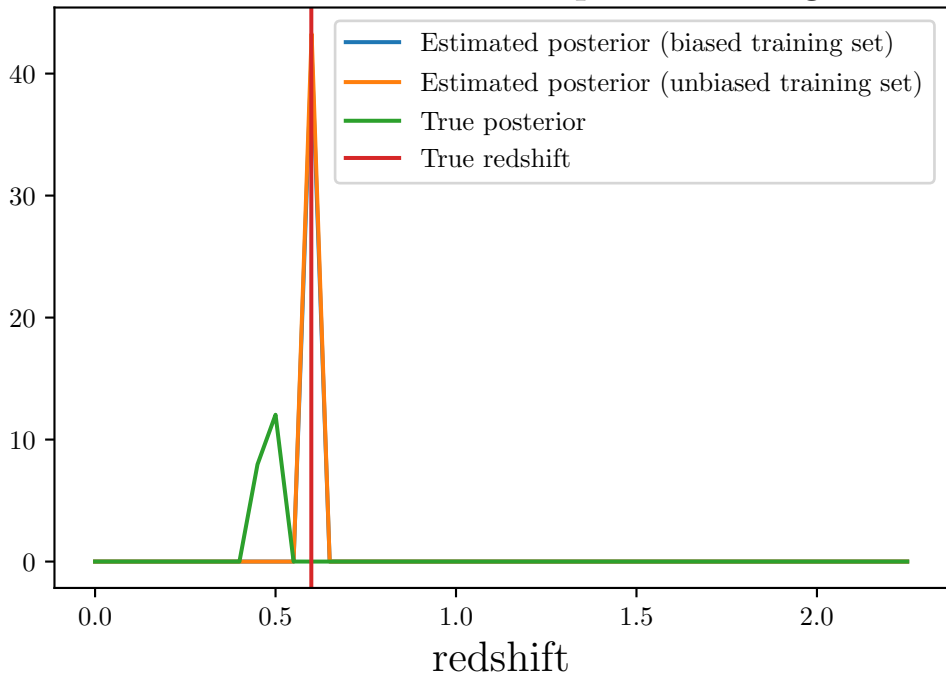 Estimated posterior (biased training set)
Estimated posterior (unbiased training set)
True posterior
True redshift
40
30
20
10
0
0.0 0.5 1.0 1.5 2.0
redshift